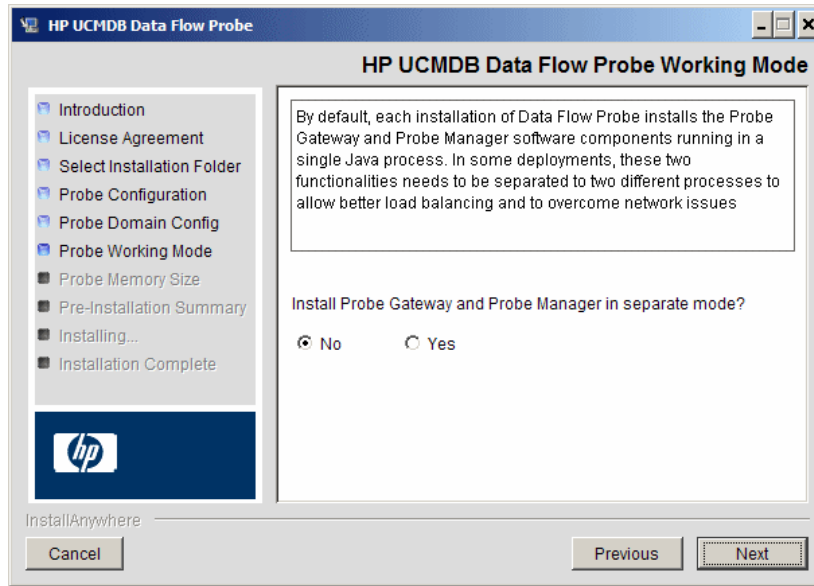 HP UCMDB Data Flow Probe
HP UCMDB Data Flow Probe Working Mode
Introduction
License Agreement
Select Installation Folder
Probe Configuration
Probe Domain Config
Probe Working Mode
Probe Memory Size
Pre-Installation Summary
Installing...
Installation Complete
By default, each installation of Data Flow Probe installs the Probe
Gateway and Probe Manager software components running in a
single Java process. In some deployments, these two
functionalities needs to be separated to two different processes to
allow better load balancing and to overcome network issues
Install Probe Gateway and Probe Manager in separate mode?
No Yes
hp
InstallAnywhere
Cancel Previous Next